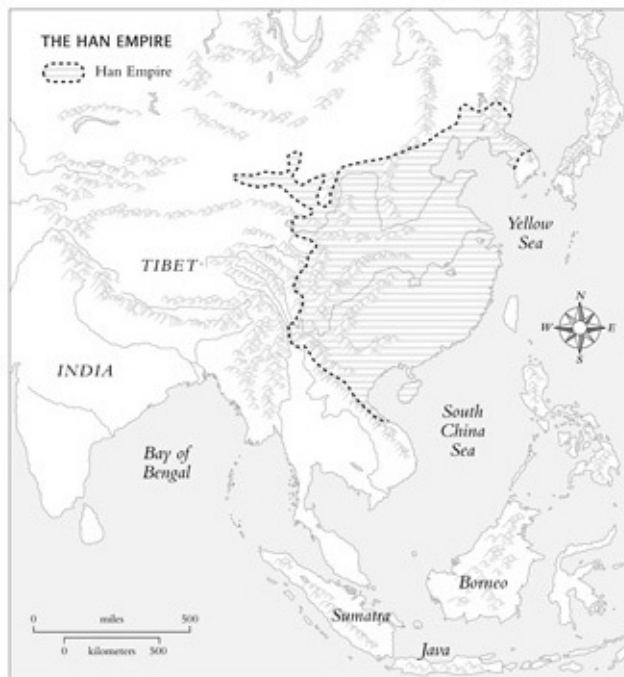 THE HAN EMPIRE
Han Empire
Yellow
Sea
TIBET
N
W
E
S
INDIA
South
China
Sea
Bay of
Bengal
Borneo
Sumatra
Java
0
miles
500
0
kilometers
500